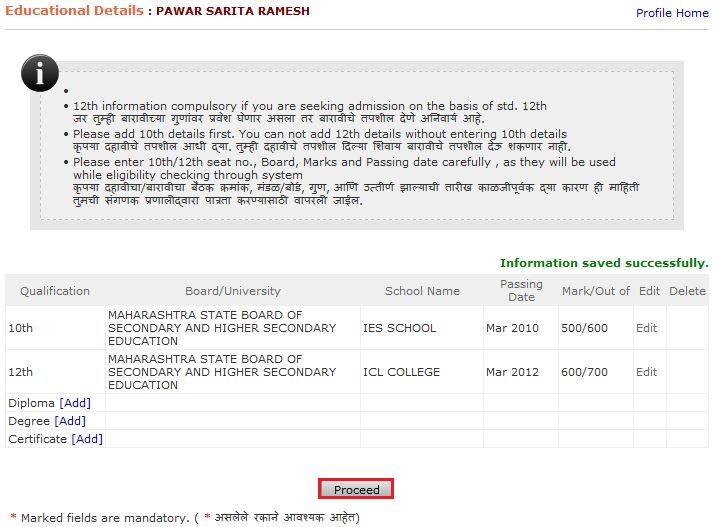 Educational Details : PAWAR SARITA RAMESH
Profile Home
12th information compulsory if you are seeking admission on the basis of std. 12th
जर तुम्ही बारावीच्या गुणांवर प्रवेश घेणार असला तर बारावीचे तपशील देणे अनिवार्य आहे.
Please add 10th details first. You can not add 12th details without entering 10th details
कृपया दहावीचे तपशील आधी द्या. तुम्ही दहावीचे तपशील दिल्या शिवाय बारावीचे तपशील देऊ शकणार नाही.
Please enter 10th/12th seat no., Board, Marks and Passing date carefully , as they will be used
while eligibility checking through system
कृपया दहावीचा/बारावीचा बैठक क्रमांक, मंडळ/बोर्ड, गुण, आणि उत्तीर्ण झाल्याची तारीख काळजीपूर्वक द्या कारण ही माहिती
तुमची संगणक प्रणालीद्वारा पात्रता करण्यासाठी वापरली जाईल.
Information saved successfully.
Qualification Board/University School Name Passing Date Mark/Out of Edit Delete
10th MAHARASHTRA STATE BOARD OF SECONDARY AND HIGHER SECONDARY EDUCATION IES SCHOOL Mar 2010 500/600 Edit
12th MAHARASHTRA STATE BOARD OF SECONDARY AND HIGHER SECONDARY EDUCATION ICL COLLEGE Mar 2012 600/700 Edit
Diploma [Add]
Degree [Add]
Certificate [Add]
Proceed
* Marked fields are mandatory. ( * असलेले रकाने आवश्यक आहेत)